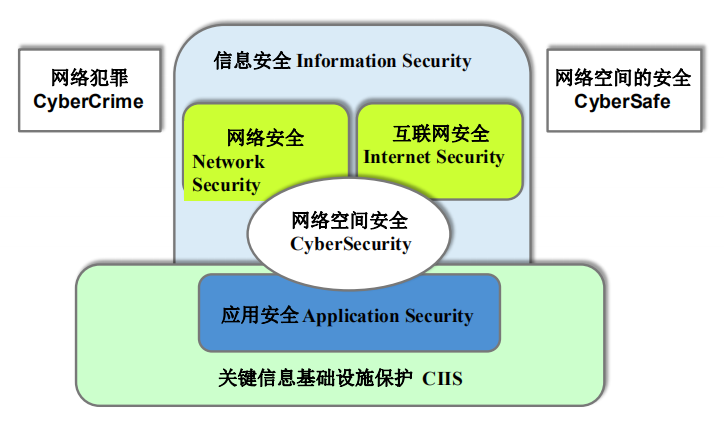 信息安全 Information Security
网络犯罪
CyberCrime
网络空间的安全
CyberSafe
网络安全
Network
Security
互联网安全
Internet Security
网络空间安全
CyberSecurity
应用安全 Application Security
关键信息基础设施保护 CIIS